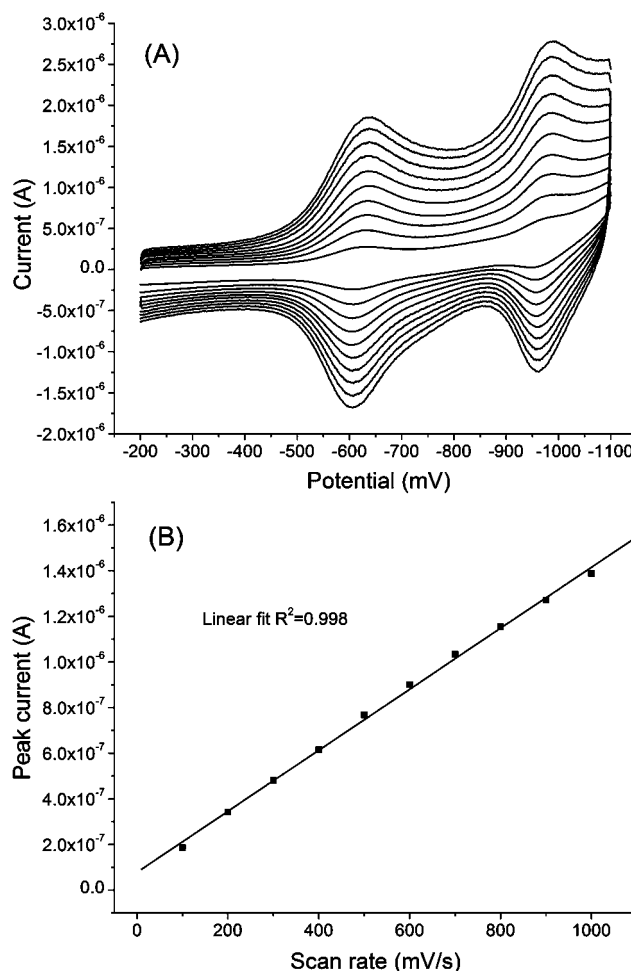 (A)
Current (A)
3.0x10⁻⁶
2.5x10⁻⁶
2.0x10⁻⁶
1.5x10⁻⁶
1.0x10⁻⁶
5.0x10⁻⁷
0.0
-5.0x10⁻⁷
-1.0x10⁻⁶
-1.5x10⁻⁶
-2.0x10⁻⁶
-200 -300 -400 -500 -600 -700 -800 -900 -1000 -1100
Potential (mV)
(B)
Linear fit R²=0.998
Peak current (A)
1.6x10⁻⁶
1.4x10⁻⁶
1.2x10⁻⁶
1.0x10⁻⁶
8.0x10⁻⁷
6.0x10⁻⁷
4.0x10⁻⁷
2.0x10⁻⁷
0.0
0 200 400 600 800 1000
Scan rate (mV/s)